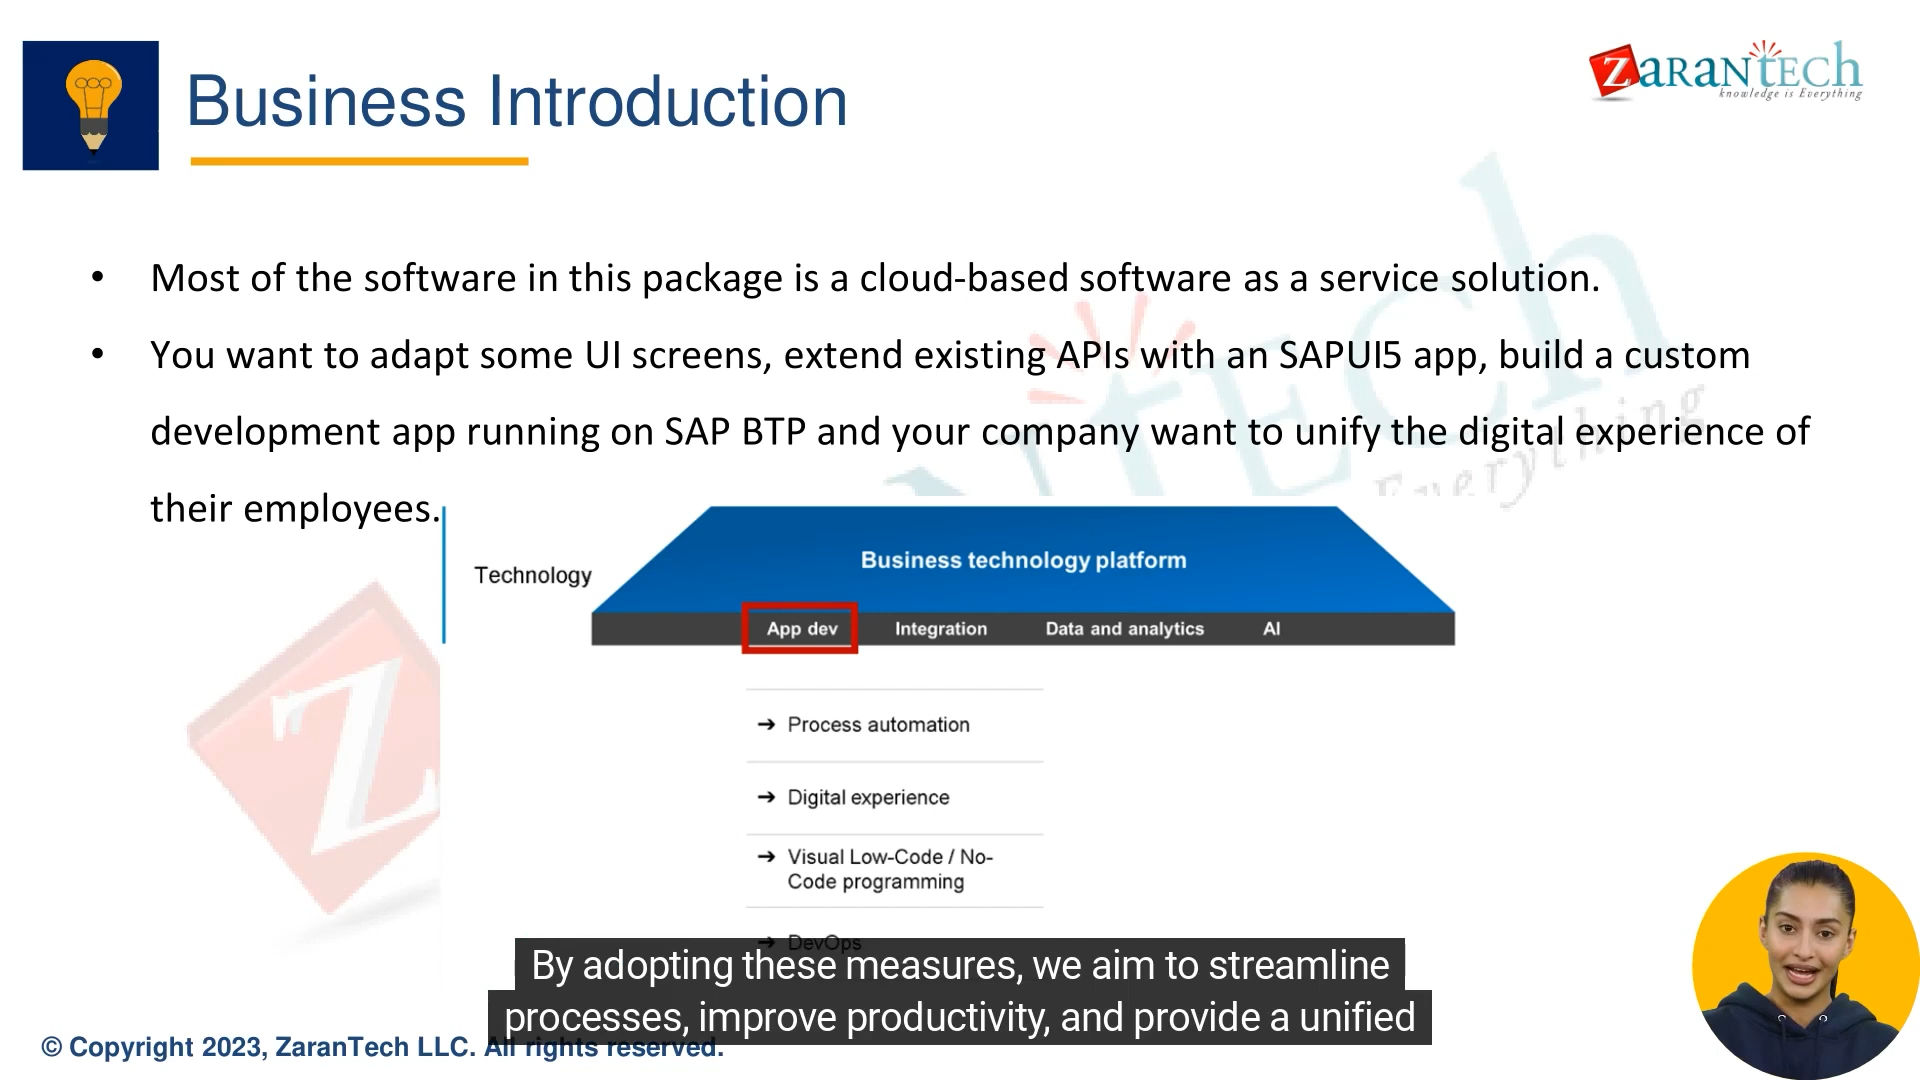 Business Introduction
ZARANTECH
knowledge is Everything
• Most of the software in this package is a cloud-based software as a service solution.
• You want to adapt some UI screens, extend existing APIs with an SAPUI5 app, build a custom
development app running on SAP BTP and your company want to unify the digital experience of
their employees.
Technology
Business technology platform
App dev Integration Data and analytics AI
➔ Process automation
➔ Digital experience
➔ Visual Low-Code / No-
Code programming
➔ DevOps
By adopting these measures, we aim to streamline
processes, improve productivity, and provide a unified
© Copyright 2023, ZaranTech LLC. All rights reserved.